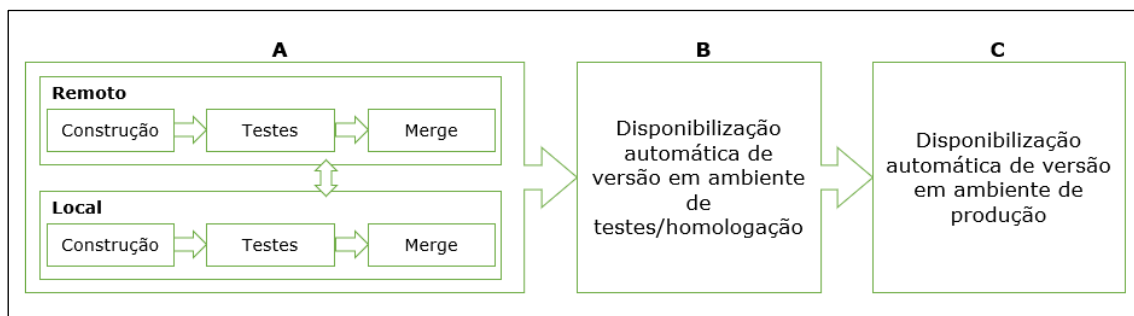 A
B
C
Remoto
Construção
Testes
Merge
Local
Construção
Testes
Merge
Disponibilização
automática de
versão em ambiente
de
testes/homologação
Disponibilização
automática de versão
em ambiente de
produção